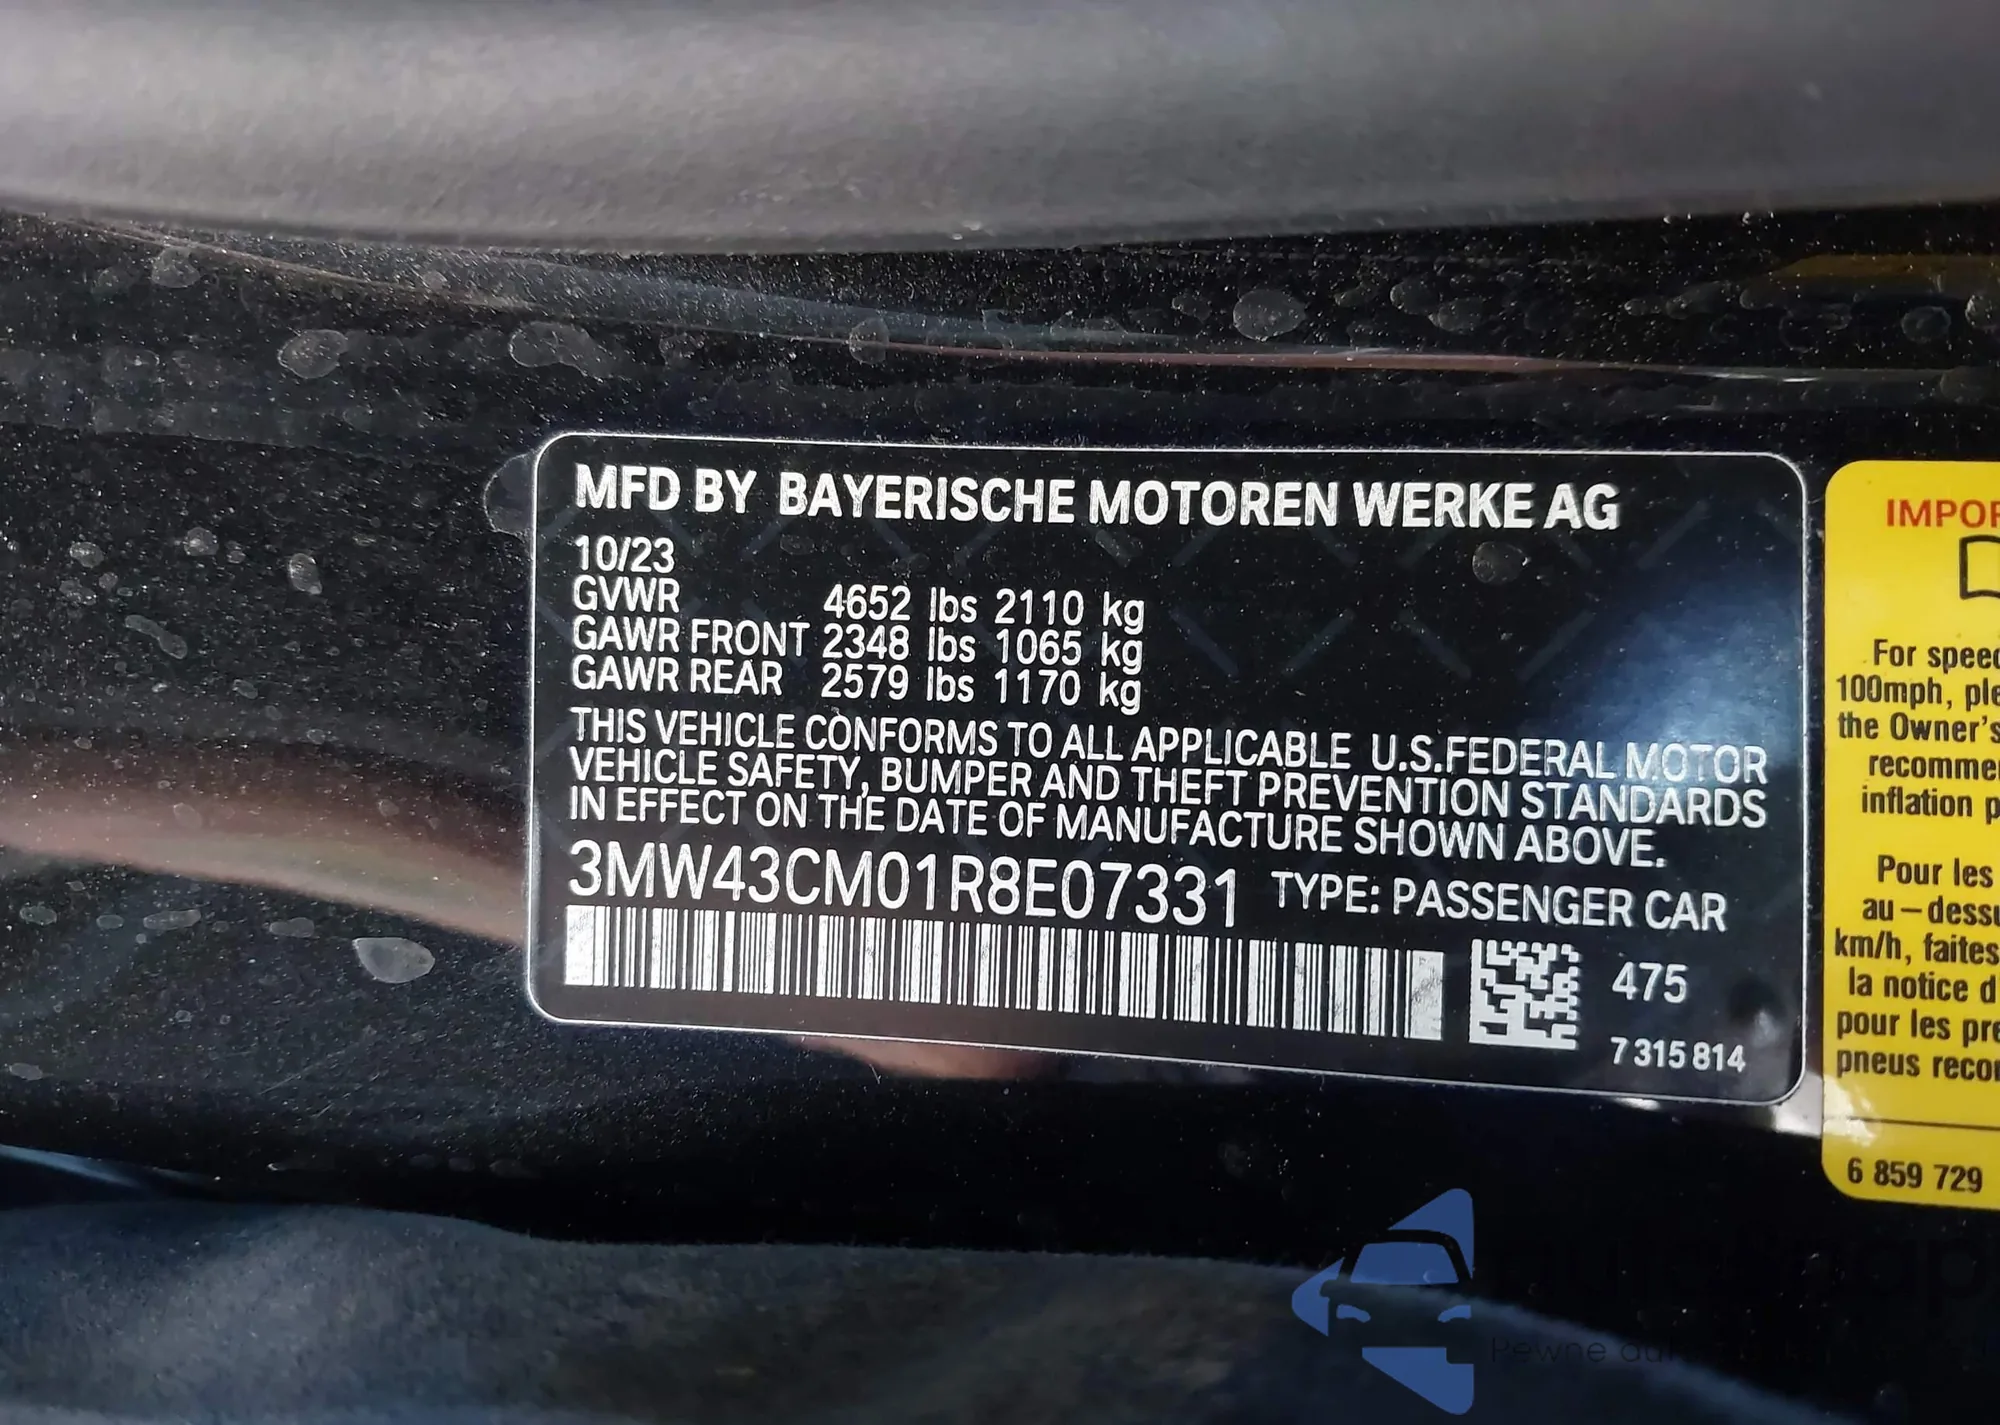 MFD BY BAYERISCHE MOTOREN WERKE AG
10/23
GVWR 4652 lbs 2110 kg
GAWR FRONT 2348 lbs 1065 kg
GAWR REAR 2579 lbs 1170 kg
THIS VEHICLE CONFORMS TO ALL APPLICABLE U.S.FEDERAL MOTOR
VEHICLE SAFETY, BUMPER AND THEFT PREVENTION STANDARDS
IN EFFECT ON THE DATE OF MANUFACTURE SHOWN ABOVE.
3MW43CM01R8E07331 TYPE: PASSENGER CAR
475
7 315 814
IMPOR
For speed
100mph, ple
the Owner's
recomme
inflation p
Pour les
au-dessu
km/h, faites
la notice d
pour les pre
pneus recor
6 859 729
Pewne